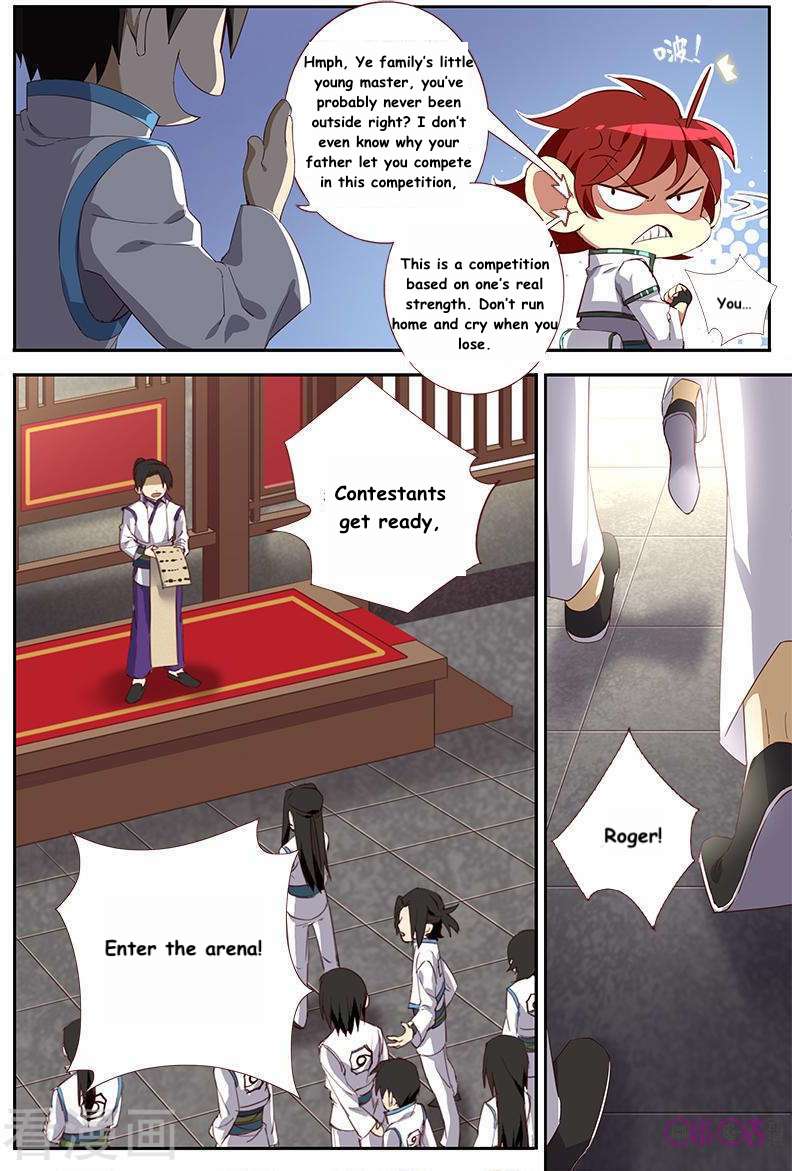 Hmph, Ye family's little
young master, you've
probably never been
outside right? I don't
even know why your
father let you compete
in this competition,
啵!
This is a competition
based on one's real
strength. Don't run
home and cry when you
lose.
You...
Contestants
get ready,
Roger!
Enter the arena!
看漫画